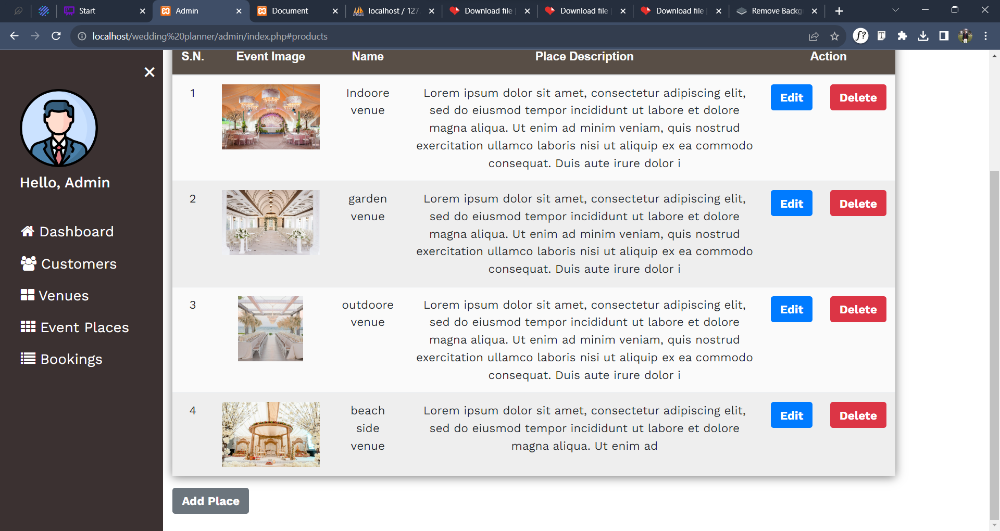 Start
Admin
Document
localhost / 127.
Download file
Download file
Download file
Remove Backg
localhost/wedding%20planner/admin/index.php#products
f?
Hello, Admin
Dashboard
Customers
Venues
Event Places
Bookings
S.N. Event Image Name Place Description Action
1 Indoore Lorem ipsum dolor sit amet, consectetur adipiscing elit, Edit Delete
venue sed do eiusmod tempor incididunt ut labore et dolore
magna aliqua. Ut enim ad minim veniam, quis nostrud
exercitation ullamco laboris nisi ut aliquip ex ea commodo
consequat. Duis aute irure dolor i
2 garden Lorem ipsum dolor sit amet, consectetur adipiscing elit, Edit Delete
venue sed do eiusmod tempor incididunt ut labore et dolore
magna aliqua. Ut enim ad minim veniam, quis nostrud
exercitation ullamco laboris nisi ut aliquip ex ea commodo
consequat. Duis aute irure dolor i
3 outdoore Lorem ipsum dolor sit amet, consectetur adipiscing elit, Edit Delete
venue sed do eiusmod tempor incididunt ut labore et dolore
magna aliqua. Ut enim ad minim veniam, quis nostrud
exercitation ullamco laboris nisi ut aliquip ex ea commodo
consequat. Duis aute irure dolor i
4 beach Lorem ipsum dolor sit amet, consectetur adipiscing elit, Edit Delete
side sed do eiusmod tempor incididunt ut labore et dolore
venue magna aliqua. Ut enim ad
Add Place